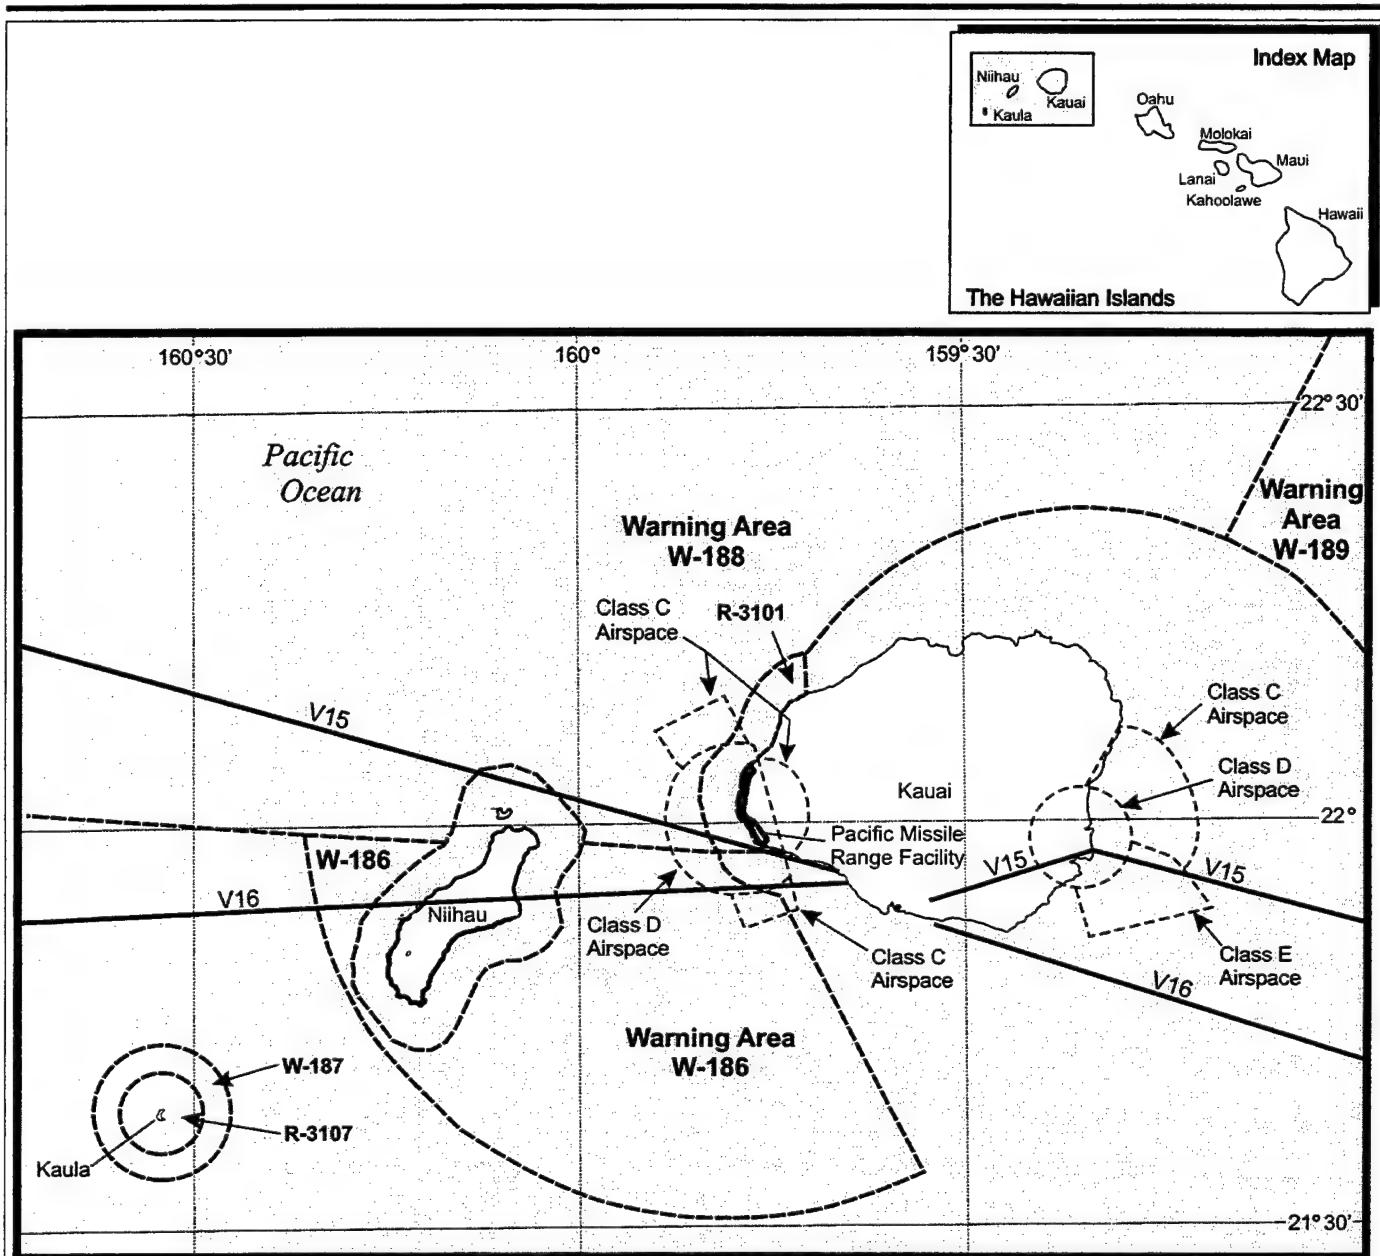 Index Map
Niihau
Kauai
Kaula
Oahu
Molokai
Maui
Lanai
Kahoolawe
Hawaii
The Hawaiian Islands
160°30'
160°
159°30'
22°30'
Pacific
Ocean
Warning Area
W-188
Warning
Area
W-189
Class C
Airspace
R-3101
V15
Class C
Airspace
Class D
Airspace
Kauai
22°
Pacific Missile
Range Facility
W-186
V15
V15
V16
Niihau
Class D
Airspace
Class C
Airspace
Class E
Airspace
V16
Warning Area
W-186
W-187
R-3107
Kaula
21°30'